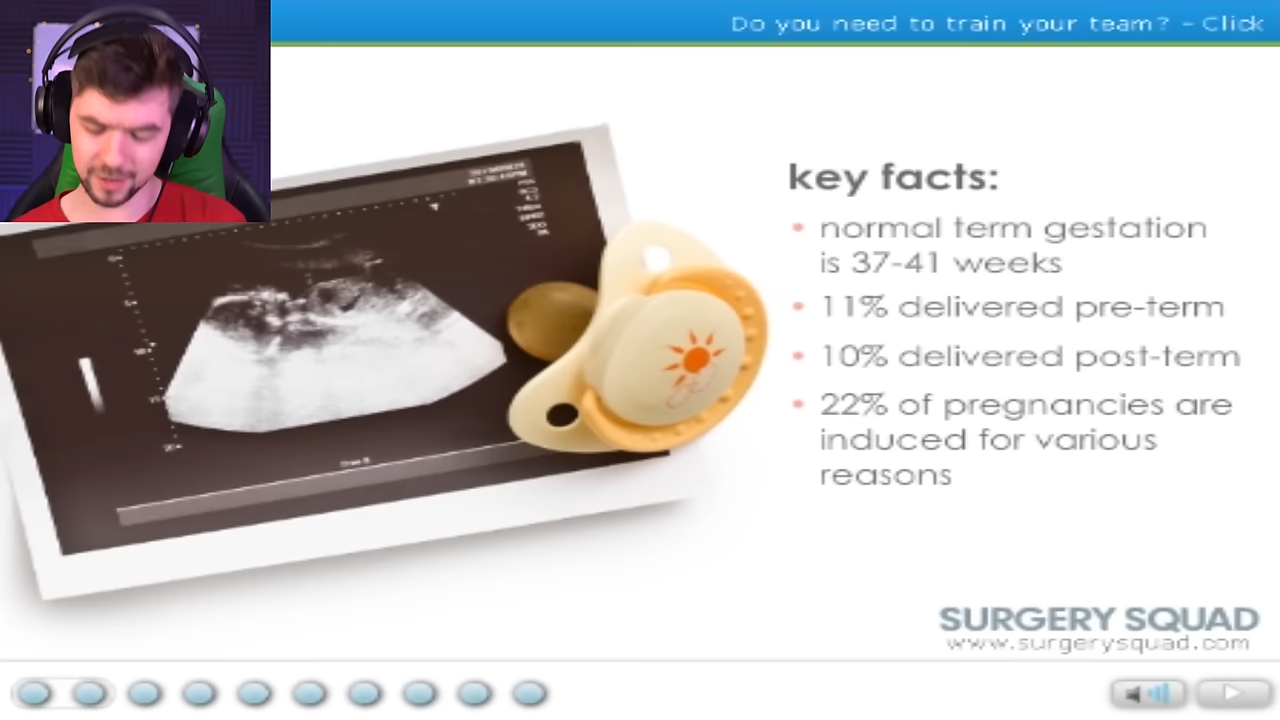 Do you need to train your team? - Click
key facts:
• normal term gestation
is 37-41 weeks
• 11% delivered pre-term
• 10% delivered post-term
• 22% of pregnancies are
induced for various
reasons
SURGERY SQUAD
www.surgerysquad.com